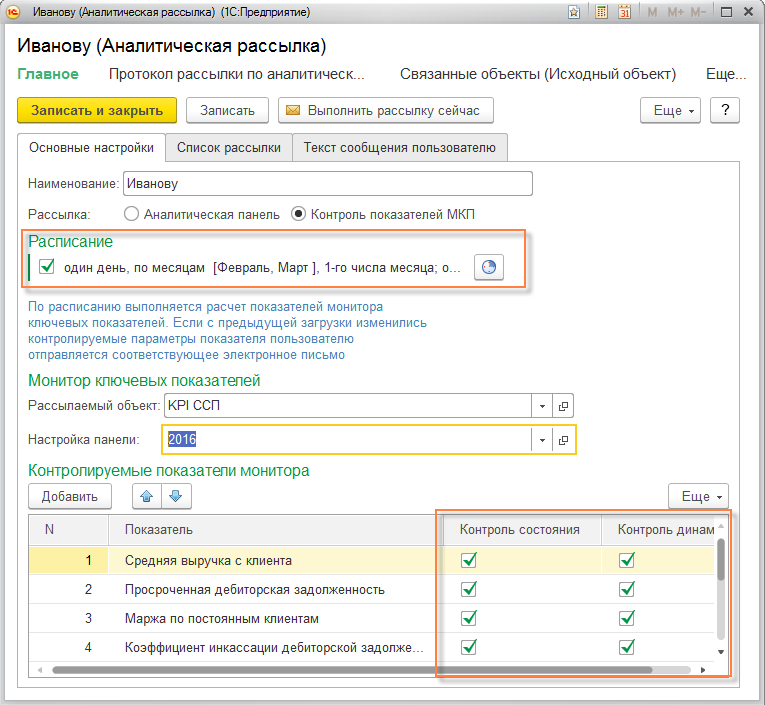 Иванову (Аналитическая рассылка) (1С:Предприятие)
31 M M+ M-
Иванову (Аналитическая рассылка)
Главное Протокол рассылки по аналитическ... Связанные объекты (Исходный объект) Еще...
Записать и закрыть Записать Выполнить рассылку сейчас Еще ?
Основные настройки Список рассылки Текст сообщения пользователю
Наименование: Иванову
Рассылка: Аналитическая панель Контроль показателей МКП
Расписание
один день, по месяцам [Февраль, Март ], 1-го числа месяца; о...
По расписанию выполняется расчет показателей монитора
ключевых показателей. Если с предыдущей загрузки изменились
контролируемые параметры показателя пользователю
отправляется соответствующее электронное письмо
Монитор ключевых показателей
Рассылаемый объект: KPI ССП
Настройка панели: 2016
Контролируемые показатели монитора
Добавить Еще
N Показатель Контроль состояния Контроль динам
1 Средняя выручка с клиента
2 Просроченная дебиторская задолженность
3 Маржа по постоянным клиентам
4 Коэффициент инкассации дебиторской задолже...